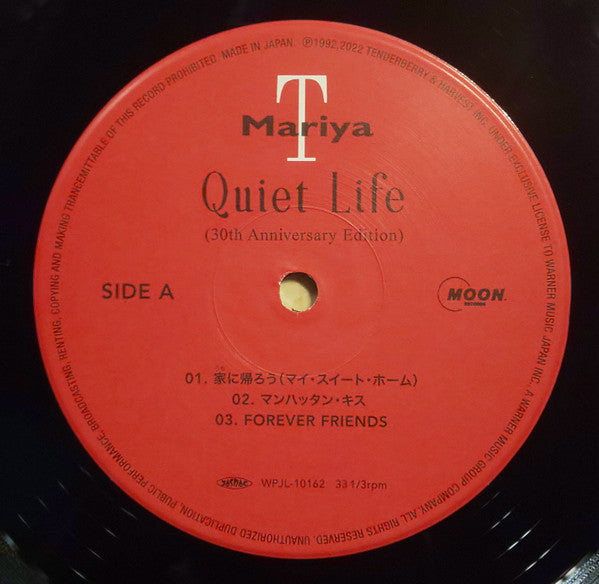 T
Mariya
Quiet Life
(30th Anniversary Edition)
SIDE A
MOON.
RECORDS
01. 家に帰ろう(マイ・スイート・ホーム)
02. マンハッタン・キス
03. FOREVER FRIENDS
JASRAC
WPJL-10162 33 1/3rpm
PUBLIC PERFORMANCE, BROADCASTING, RENTING, COPYING AND MAKING TRANCEMITTABLE OF THIS RECORD PROHIBITED. MADE IN JAPAN. ℗1992, 2022 TENDERBERRY & HARVEST INC. UNDER EXCLUSIVE LICENSE TO WARNER MUSIC JAPAN INC. A WARNER MUSIC GROUP COMPANY. ALL RIGHTS RESERVED. UNAUTHORIZED DUPLICATION,